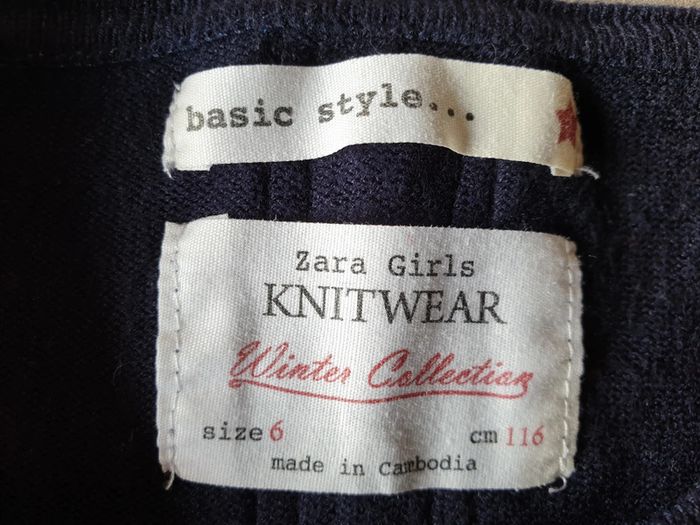 basic style...
Zara Girls
KNITWEAR
Winter Collection
size 6 cm 116
made in Cambodia